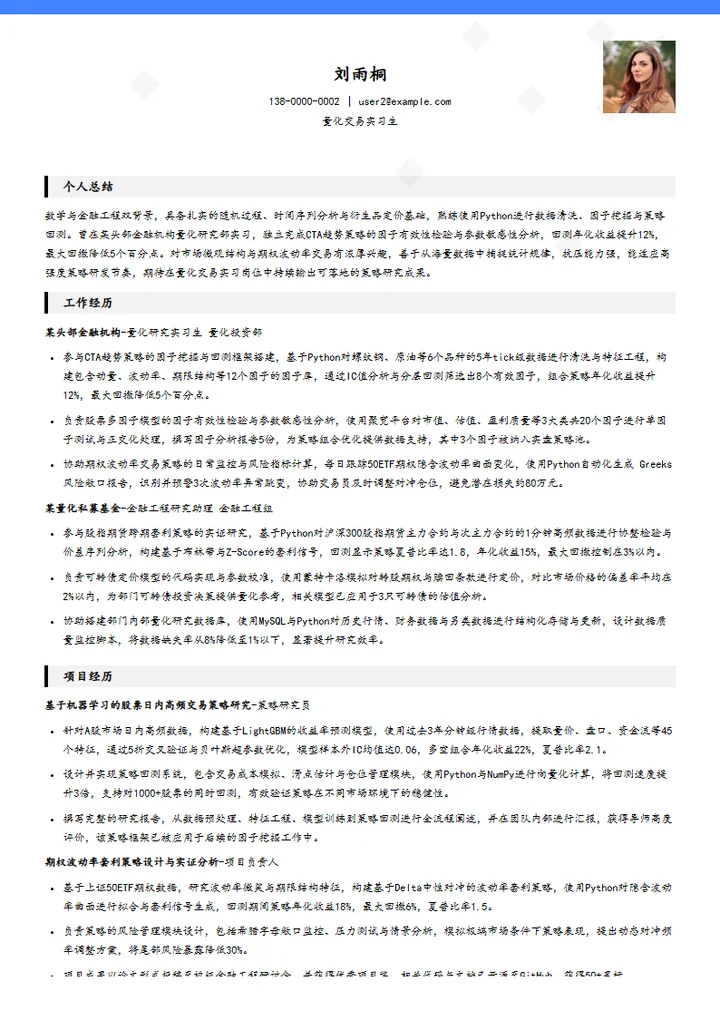 刘雨桐
138-0000-0002 | user2@example.com
量化交易实习生
个人总结
数学与金融工程双背景，具备扎实的随机过程、时间序列分析与衍生品定价基础，熟练使用Python进行数据清洗、因子挖掘与策略
回测。曾在某头部金融机构量化研究部实习，独立完成CTA趋势策略的因子有效性检验与参数敏感性分析，回测年化收益提升12%，
最大回撤降低5个百分点。对市场微观结构与期权波动率交易有浓厚兴趣，善于从海量数据中捕捉统计规律，抗压能力强，能适应高
强度策略研发节奏，期待在量化交易实习岗位中持续输出可落地的策略研究成果。
工作经历
某头部金融机构-量化研究实习生 量化投资部
• 参与CTA趋势策略的因子挖掘与回测框架搭建，基于Python对螺纹钢、原油等6个品种的5年tick级数据进行清洗与特征工程，构
建包含动量、波动率、期限结构等12个因子的因子库，通过IC值分析与分层回测筛选出8个有效因子，组合策略年化收益提升
12%，最大回撤降低5个百分点。
• 负责股票多因子模型的因子有效性检验与参数敏感性分析，使用聚宽平台对市值、估值、盈利质量等3大类共20个因子进行单因
子测试与正交化处理，撰写因子分析报告5份，为策略组合优化提供数据支持，其中3个因子被纳入实盘策略池。
• 协助期权波动率交易策略的日常监控与风险指标计算，每日跟踪50ETF期权隐含波动率曲面变化，使用Python自动化生成 Greeks
风险敞口报告，识别并预警3次波动率异常跳变，协助交易员及时调整对冲仓位，避免潜在损失约80万元。
某量化私募基金-金融工程研究助理 金融工程组
• 参与股指期货跨期套利策略的实证研究，基于Python对沪深300股指期货主力合约与次主力合约的1分钟高频数据进行协整检验与
价差序列分析，构建基于布林带与Z-Score的套利信号，回测显示策略夏普比率达1.8，年化收益15%，最大回撤控制在3%以内。
• 负责可转债定价模型的代码实现与参数校准，使用蒙特卡洛模拟对转股期权与赎回条款进行定价，对比市场价格的偏差率平均在
2%以内，为部门可转债投资决策提供量化参考，相关模型已应用于3只可转债的估值分析。
• 协助搭建部门内部量化研究数据库，使用MySQL与Python对历史行情、财务数据与另类数据进行结构化存储与更新，设计数据质
量监控脚本，将数据缺失率从8%降低至1%以下，显著提升研究效率。
项目经历
基于机器学习的股票日内高频交易策略研究-策略研究员
• 针对A股市场日内高频数据，构建基于LightGBM的收益率预测模型，使用过去3年分钟级行情数据，提取量价、盘口、资金流等45
个特征，通过5折交叉验证与贝叶斯超参数优化，模型样本外IC均值达0.06，多空组合年化收益22%，夏普比率2.1。
• 设计并实现策略回测系统，包含交易成本模拟、滑点估计与仓位管理模块，使用Python与NumPy进行向量化计算，将回测速度提
升3倍，支持对1000+股票的同时回测，有效验证策略在不同市场环境下的稳健性。
• 撰写完整的研究报告，从数据预处理、特征工程、模型训练到策略回测进行全流程阐述，并在团队内部进行汇报，获得导师高度
评价，该策略框架已被应用于后续的因子挖掘工作中。
期权波动率套利策略设计与实证分析-项目负责人
• 基于上证50ETF期权数据，研究波动率微笑与期限结构特征，构建基于Delta中性对冲的波动率套利策略，使用Python对隐含波动
率曲面进行拟合与套利信号生成，回测期间策略年化收益18%，最大回撤6%，夏普比率1.5。
• 负责策略的风险管理模块设计，包括希腊字母敞口监控、压力测试与情景分析，模拟极端市场条件下策略表现，提出动态对冲频
率调整方案，将尾部风险暴露降低30%。